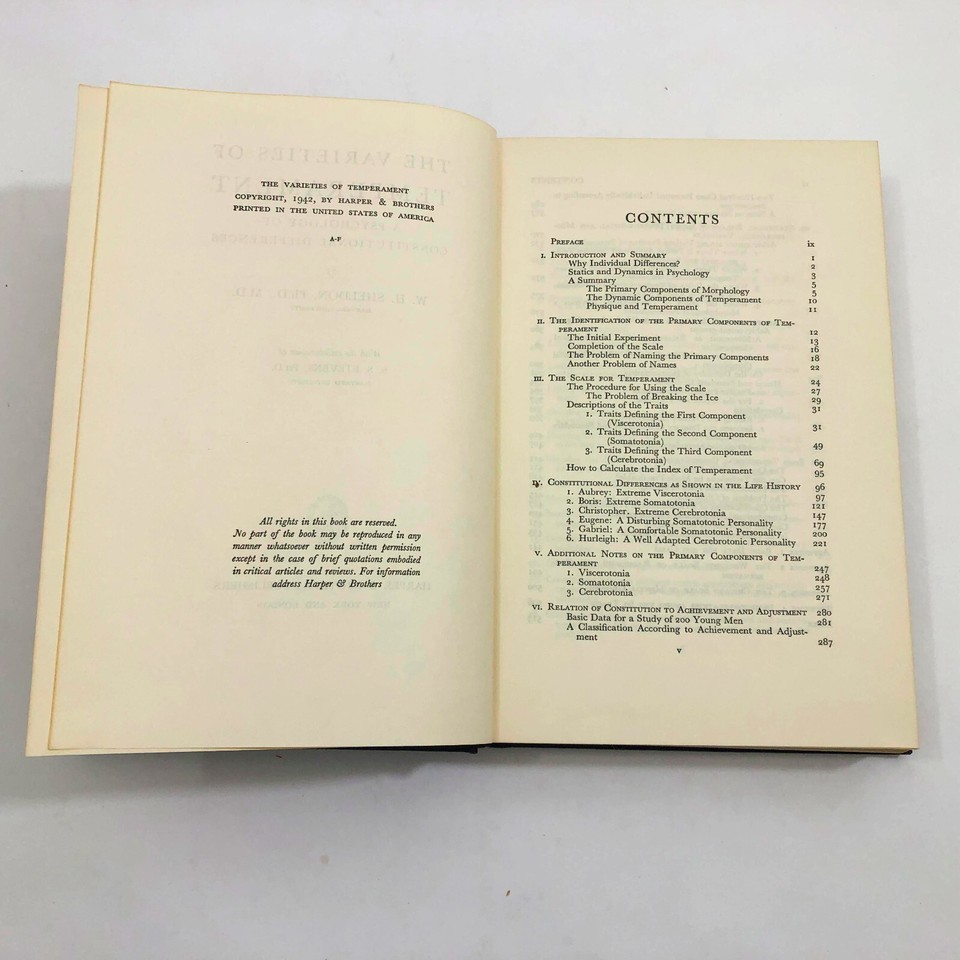 THE VARIETIES OF TEMPERAMENT
COPYRIGHT, 1942, BY HARPER & BROTHERS
PRINTED IN THE UNITED STATES OF AMERICA
A-F
All rights in this book are reserved.
No part of the book may be reproduced in any
manner whatsoever without written permission
except in the case of brief quotations embodied
in critical articles and reviews. For information
address Harper & Brothers
CONTENTS
PREFACE ix
I. INTRODUCTION AND SUMMARY 1
Why Individual Differences? 2
Statics and Dynamics in Psychology 3
A Summary 5
The Primary Components of Morphology 5
The Dynamic Components of Temperament 10
Physique and Temperament 11
II. THE IDENTIFICATION OF THE PRIMARY COMPONENTS OF TEM-
PERAMENT 12
The Initial Experiment 13
Completion of the Scale 16
The Problem of Naming the Primary Components 18
Another Problem of Names 22
III. THE SCALE FOR TEMPERAMENT 24
The Procedure for Using the Scale 27
The Problem of Breaking the Ice 29
Descriptions of the Traits 31
1. Traits Defining the First Component
(Viscerotonia) 31
2. Traits Defining the Second Component
(Somatotonia) 49
3. Traits Defining the Third Component
(Cerebrotonia) 69
How to Calculate the Index of Temperament 95
IV. CONSTITUTIONAL DIFFERENCES AS SHOWN IN THE LIFE HISTORY 96
1. Aubrey: Extreme Viscerotonia 97
2. Boris: Extreme Somatotonia 121
3. Christopher. Extreme Cerebrotonia 147
4. Eugene: A Disturbing Somatotonic Personality 177
5. Gabriel: A Comfortable Somatotonic Personality 200
6. Hurleigh: A Well Adapted Cerebrotonic Personality 221
V. ADDITIONAL NOTES ON THE PRIMARY COMPONENTS OF TEM-
PERAMENT 247
1. Viscerotonia 248
2. Somatotonia 257
3. Cerebrotonia 271
VI. RELATION OF CONSTITUTION TO ACHIEVEMENT AND ADJUSTMENT 280
Basic Data for a Study of 200 Young Men 281
A Classification According to Achievement and Adjust-
ment 287
v